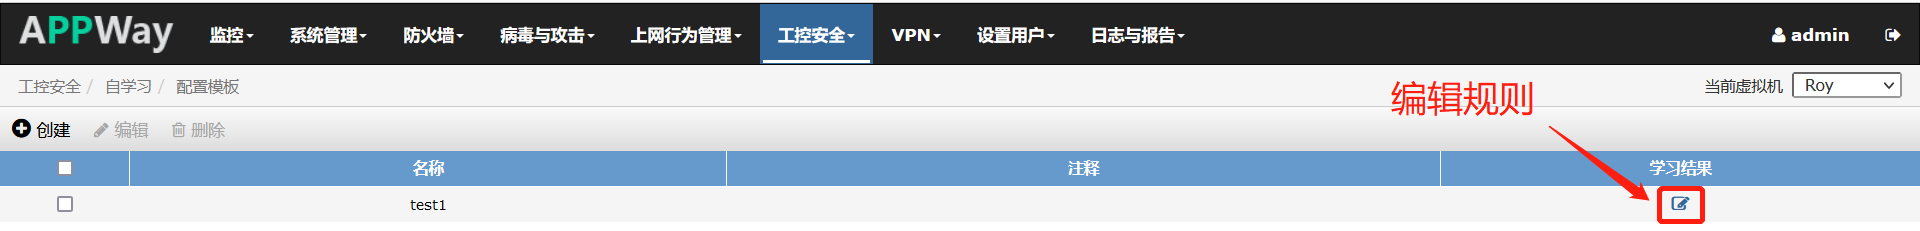 APPWay 监控 系统管理 防火墙 病毒与攻击 上网行为管理 工控安全 VPN 设置用户 日志与报告 admin
工控安全 / 自学习 / 配置模板 当前虚拟机 Roy
编辑规则
创建 编辑 删除
名称 注释 学习结果
test1